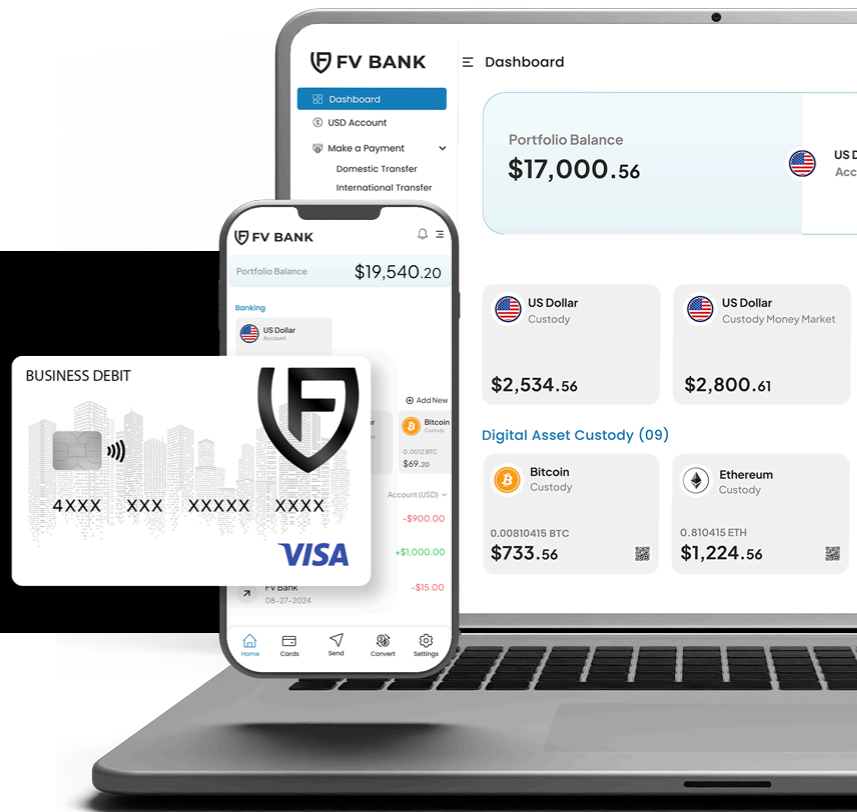 FV BANK
Dashboard
USD Account
Make a Payment
Domestic Transfer
International Transfer
Dashboard
Portfolio Balance
$17,000.56
US D
Acc
US Dollar
Custody
$2,534.56
US Dollar
Custody Money Market
$2,800.61
Digital Asset Custody (09)
Bitcoin
Custody
0.00810415 BTC
$733.56
Ethereum
Custody
0.810415 ETH
$1,224.56
FV BANK
Portfolio Balance
$19,540.20
Banking
US Dollar
Account
Add New
Bitcoin
Custody
0.0012 BTC
$69.20
Account (USD)
-$900.00
+$1,000.00
FV Bank
-$15.00
08-27-2024
Home
Cards
Send
Convert
Settings
BUSINESS DEBIT
4XXX XXX XXXXX XXXX
VISA